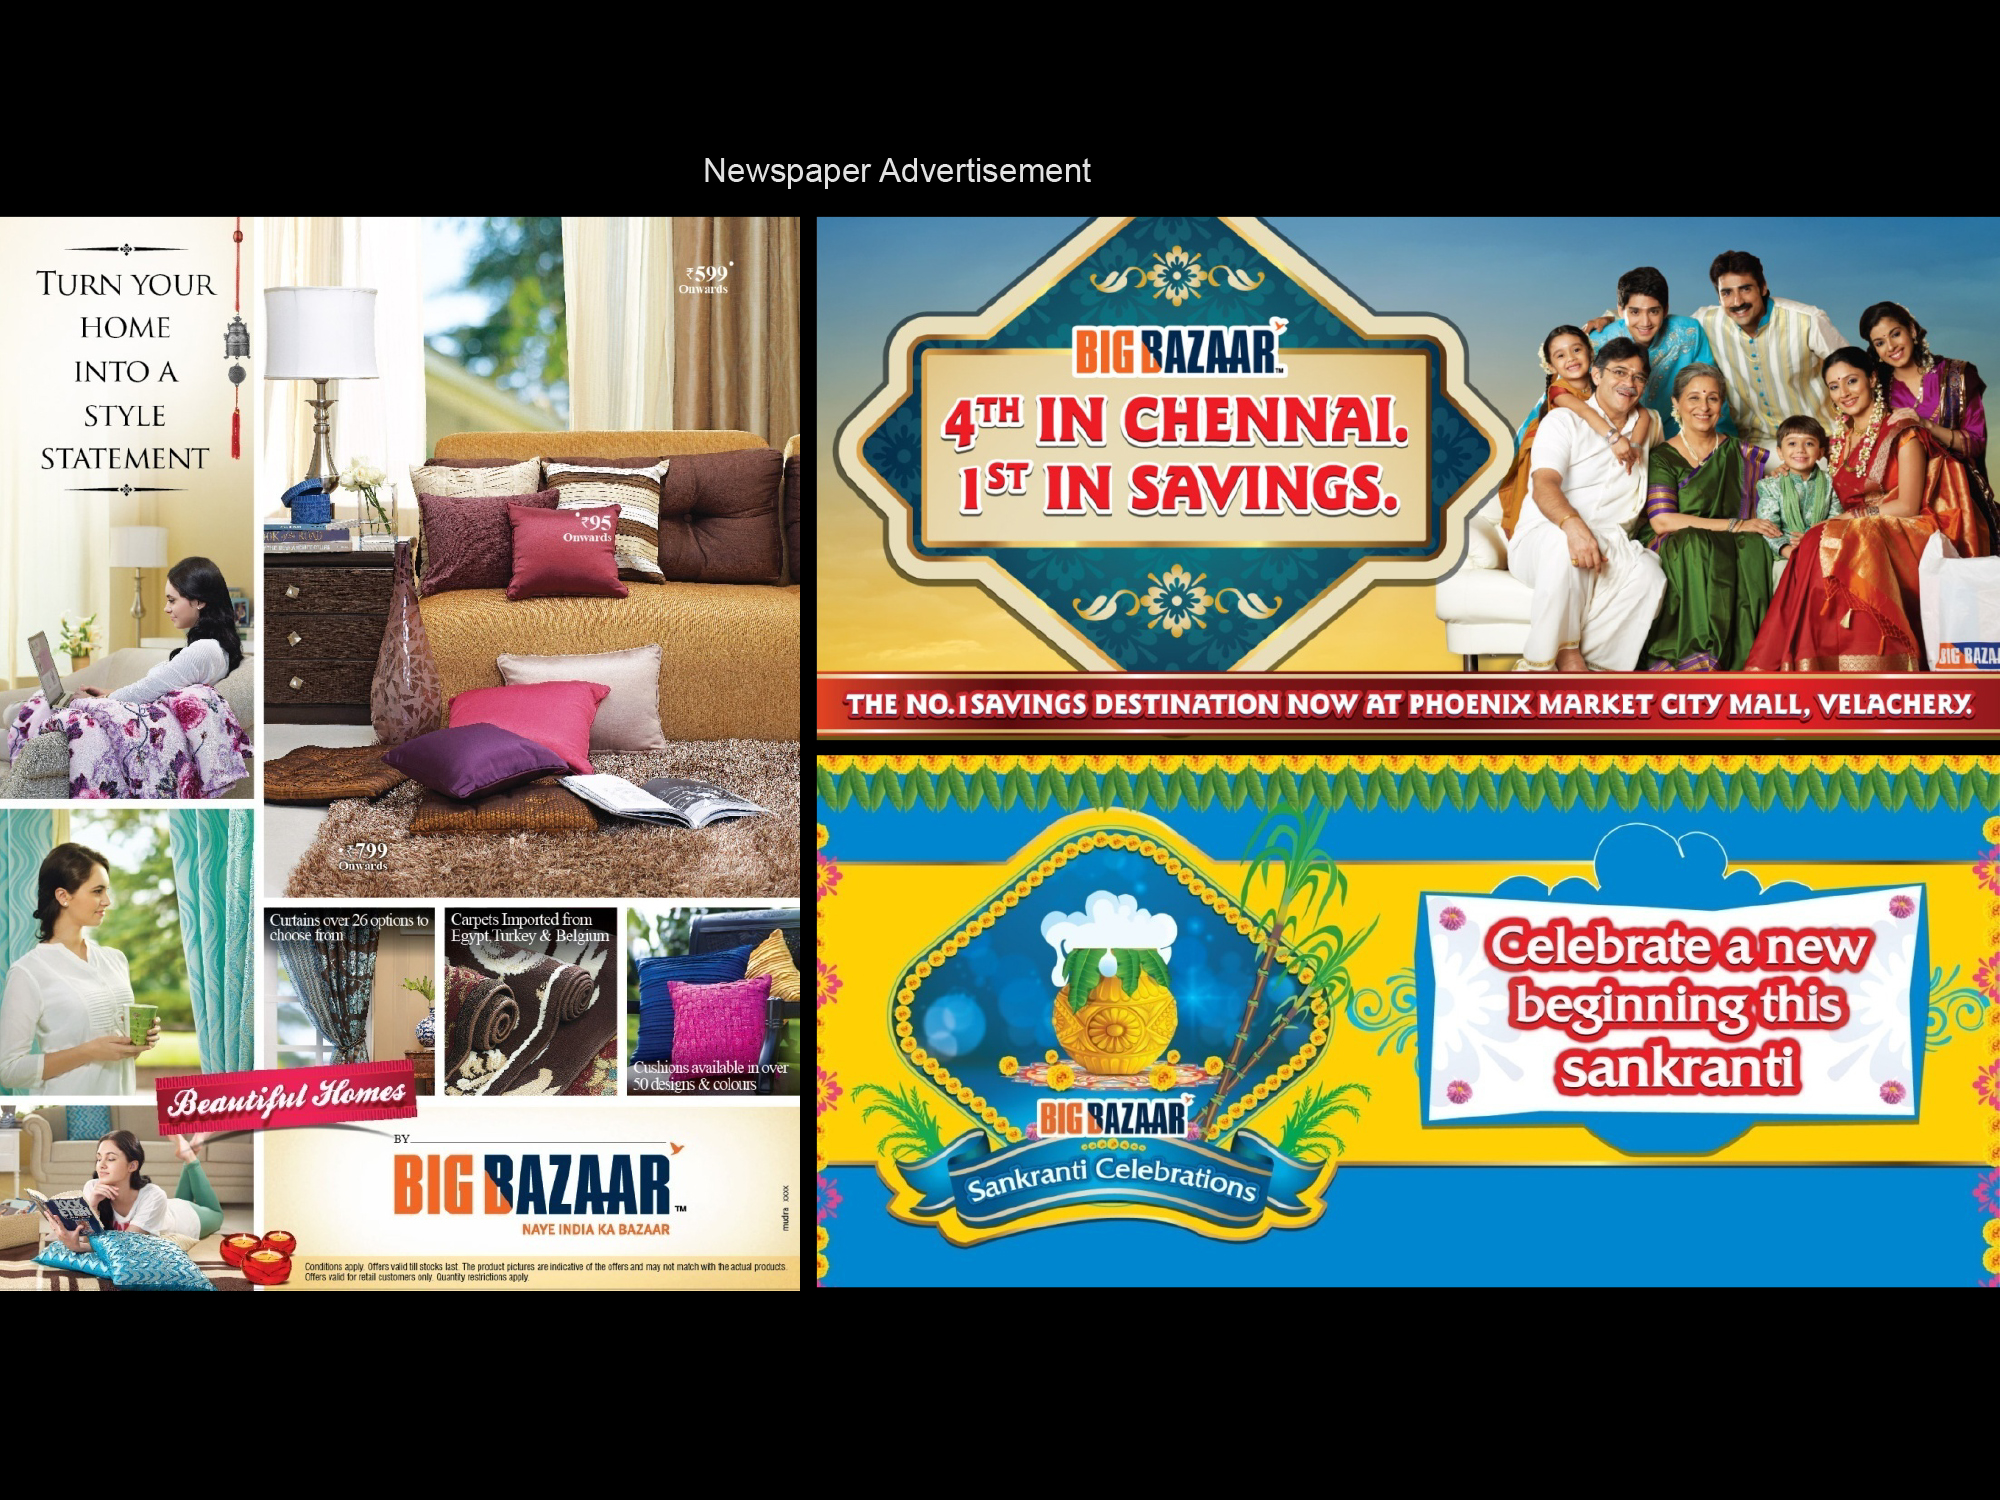 Newspaper Advertisement
TURN YOUR
HOME
INTO A
STYLE
STATEMENT
₹599*
Onwards
*₹95
Onwards
*₹799
Onwards
Curtains over 26 options to
choose from
Carpets Imported from
Egypt,Turkey & Belgium
Cushions available in over
50 designs & colours
Beautiful Homes
BY
BIG BAZAAR TM
NAYE INDIA KA BAZAAR
mudra
Conditions apply. Offers valid till stocks last. The product pictures are indicative of the offers and may not match with the actual products.
Offers valid for retail customers only. Quantity restrictions apply.
BIG BAZAAR TM
4TH IN CHENNAI.
1ST IN SAVINGS.
BIG BAZAA
THE NO.1 SAVINGS DESTINATION NOW AT PHOENIX MARKET CITY MALL, VELACHERY.
BIG BAZAAR
Sankranti Celebrations
Celebrate a new
beginning this
sankranti